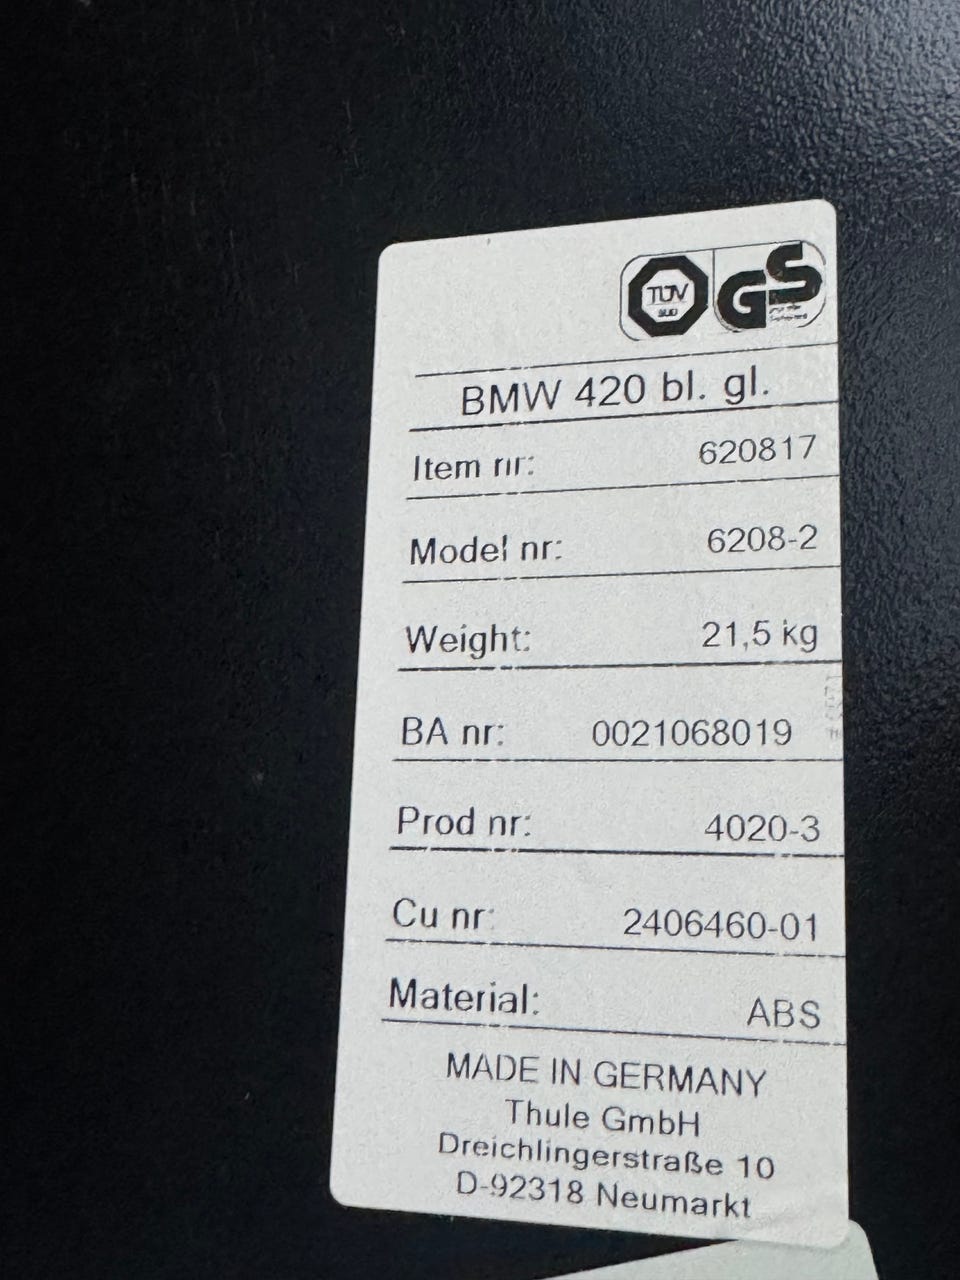 TÜV
SÜD
GS
BMW 420 bl. gl.
Item nr: 620817
Model nr: 6208-2
Weight: 21,5 kg
BA nr: 0021068019
Prod nr: 4020-3
Cu nr: 2406460-01
Material: ABS
MADE IN GERMANY
Thule GmbH
Dreichlingerstraße 10
D-92318 Neumarkt